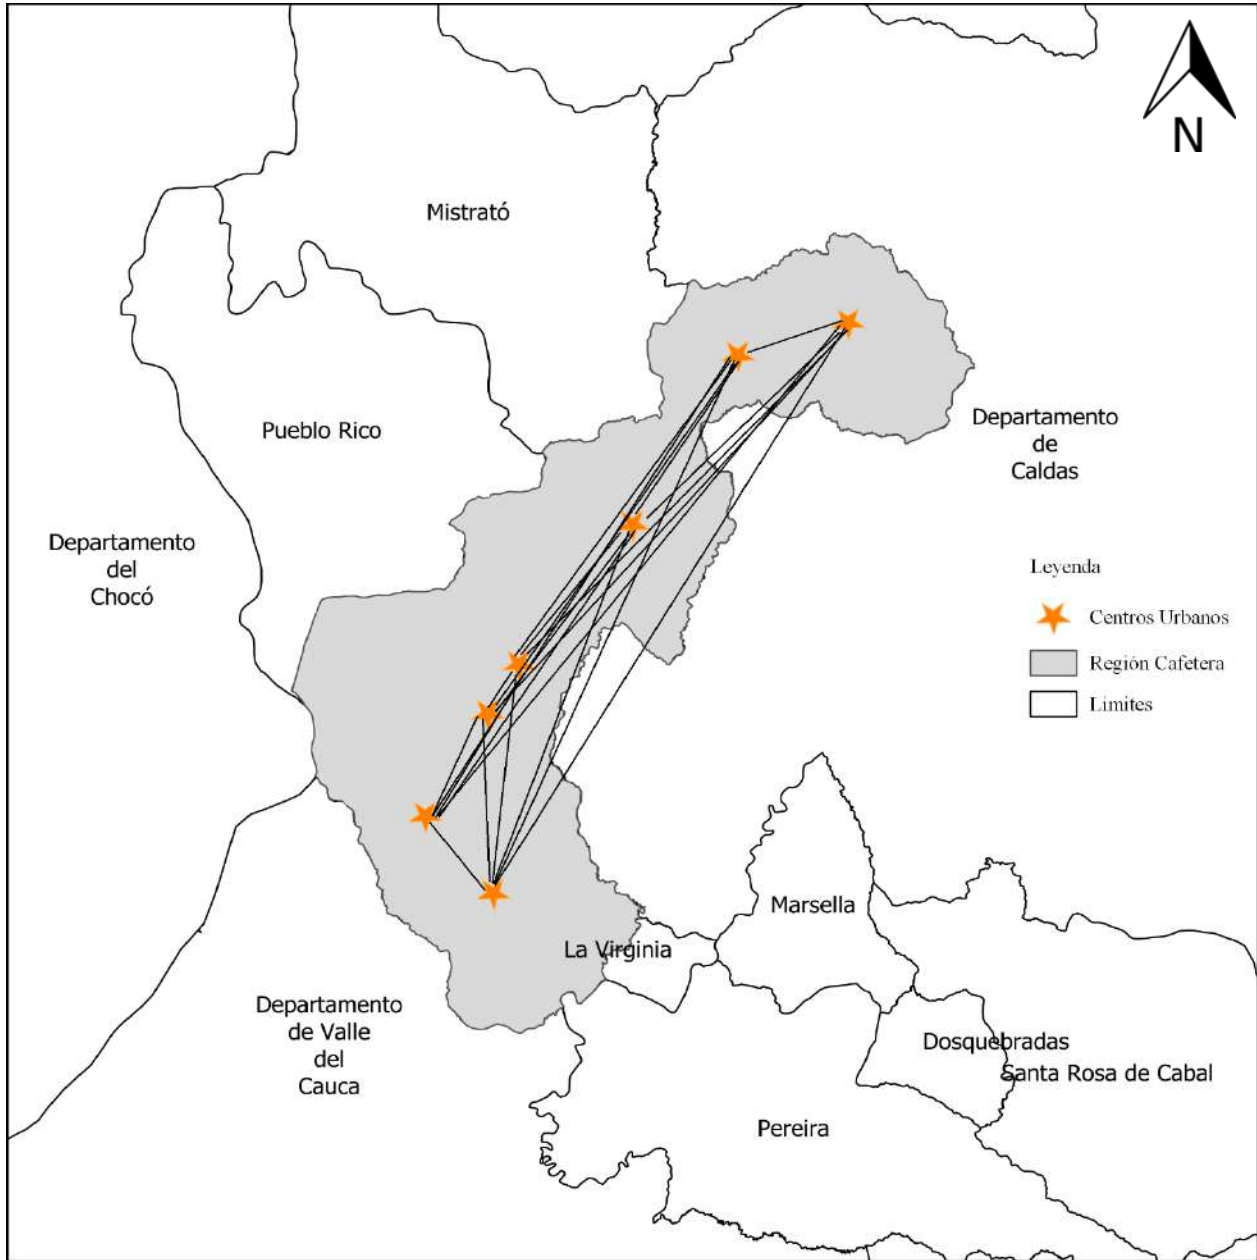 N
Mistrató
Pueblo Rico
Departamento
de
Caldas
Departamento
del
Chocó
Leyenda
Centros Urbanos
Región Cafetera
Limites
Marsella
La Virginia
Departamento
de Valle
del
Cauca
Dosquebradas
Santa Rosa de Cabal
Pereira